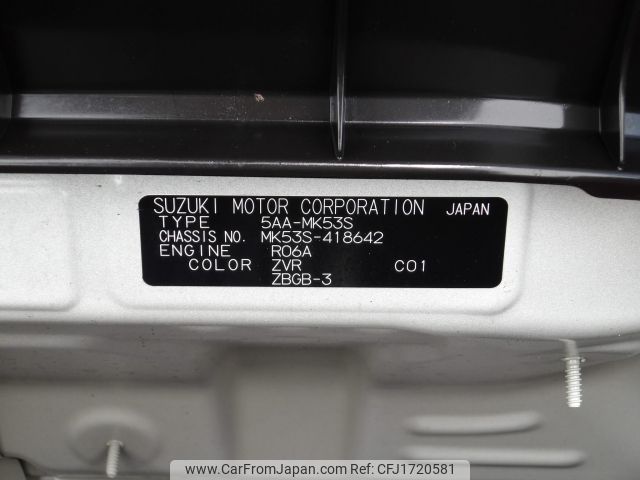 SUZUKI MOTOR CORPORATION JAPAN
TYPE 5AA-MK53S
CHASSIS NO. MK53S-418642
ENGINE R06A
COLOR ZVR C01
ZBGB-3
www.CarFromJapan.com Ref No: CFJ1720581